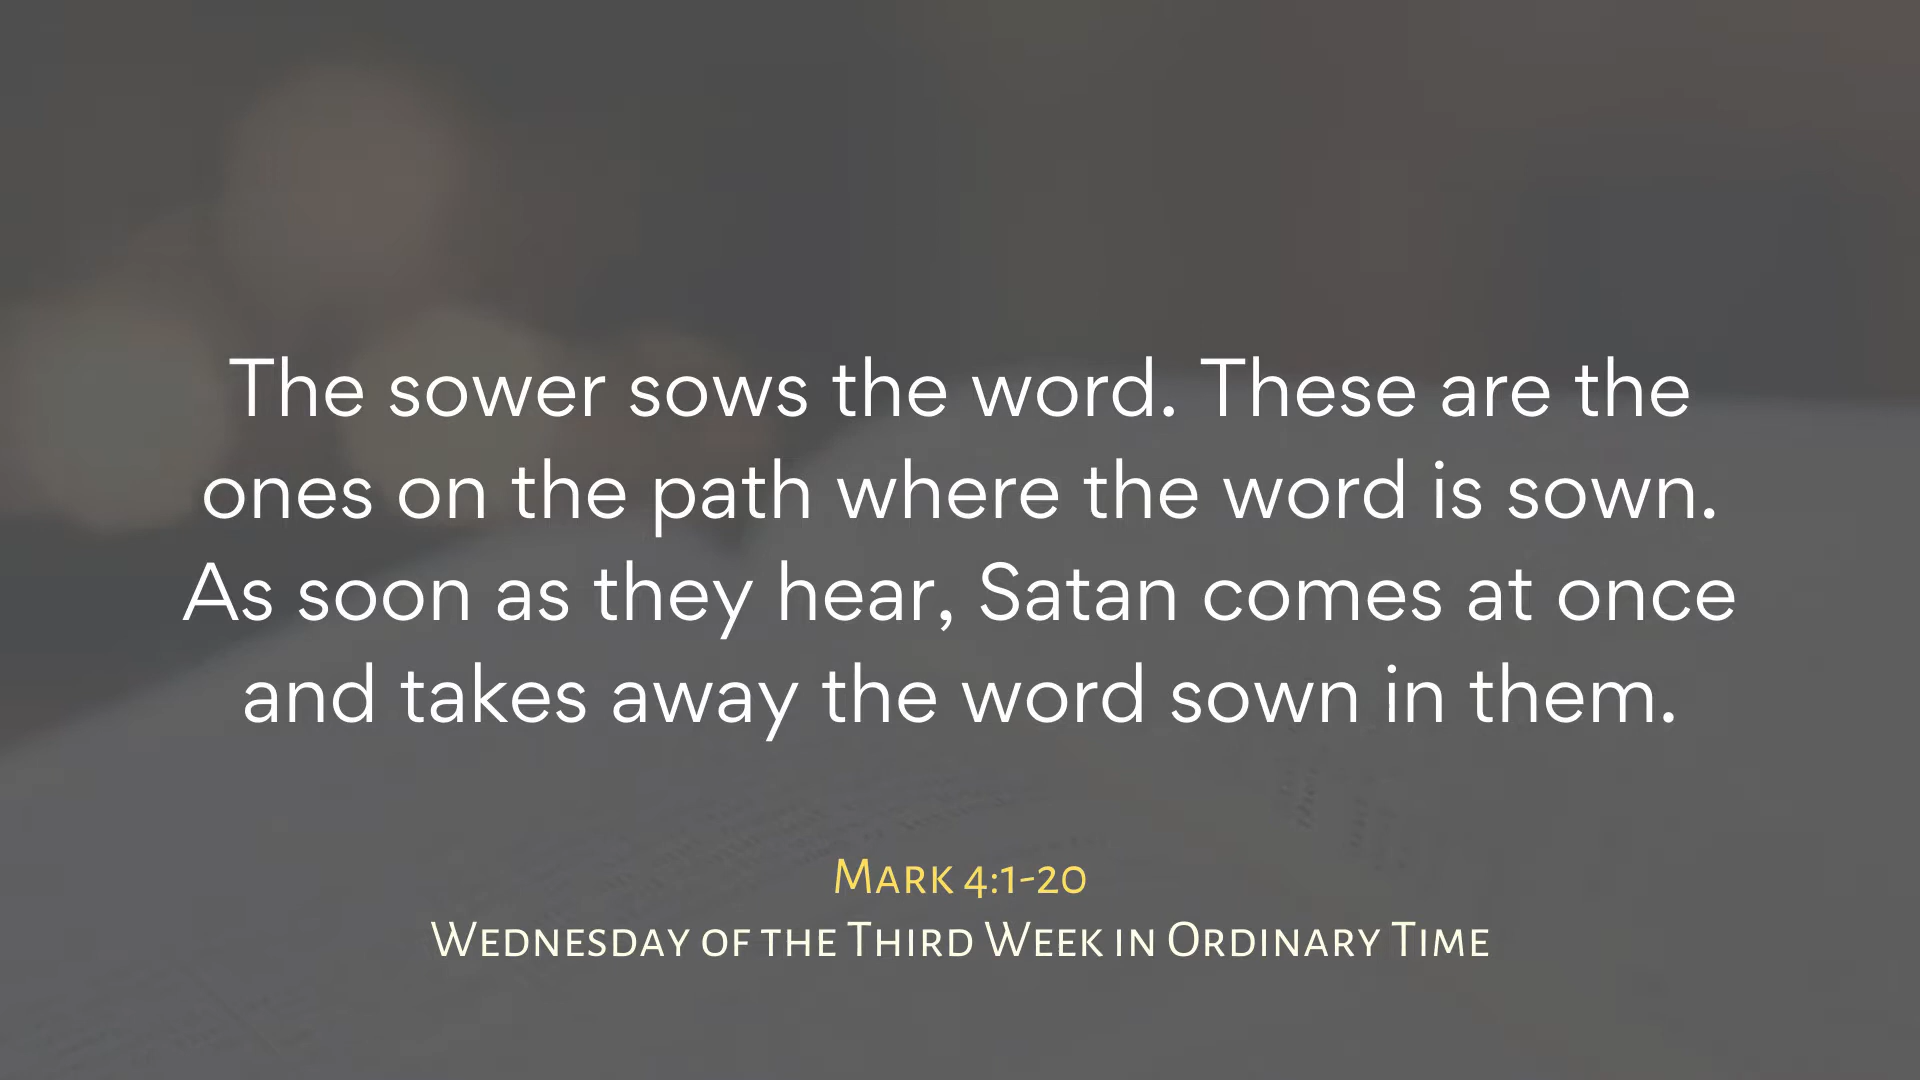 The sower sows the word. These are the
ones on the path where the word is sown.
As soon as they hear, Satan comes at once
and takes away the word sown in them.
Mark 4:1-20
Wednesday of the Third Week in Ordinary Time